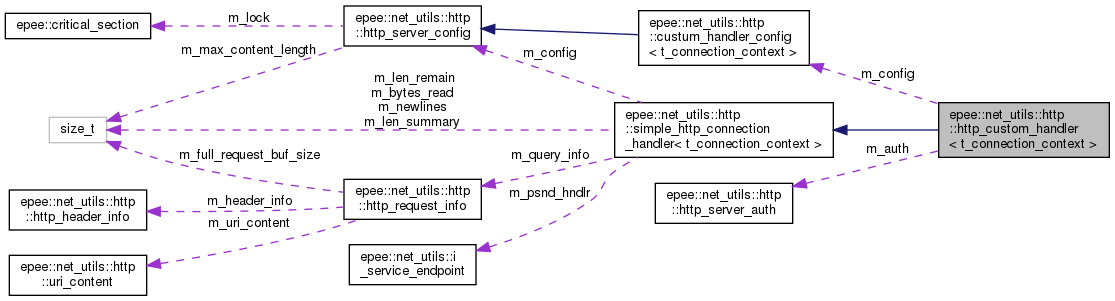 epee::critical_section
m_lock
epee::net_utils::http
::http_server_config
epee::net_utils::http
::custum_handler_config
< t_connection_context >
m_max_content_length
m_config
m_config
m_len_remain
m_bytes_read
m_newlines
m_len_summary
size_t
epee::net_utils::http
::simple_http_connection
_handler< t_connection_context >
epee::net_utils::http
::http_custom_handler
< t_connection_context >
m_full_request_buf_size
m_query_info
m_auth
epee::net_utils::http
::http_header_info
m_header_info
epee::net_utils::http
::http_request_info
m_psnd_hndlr
epee::net_utils::http
::http_server_auth
m_uri_content
epee::net_utils::http
::uri_content
epee::net_utils::i
_service_endpoint